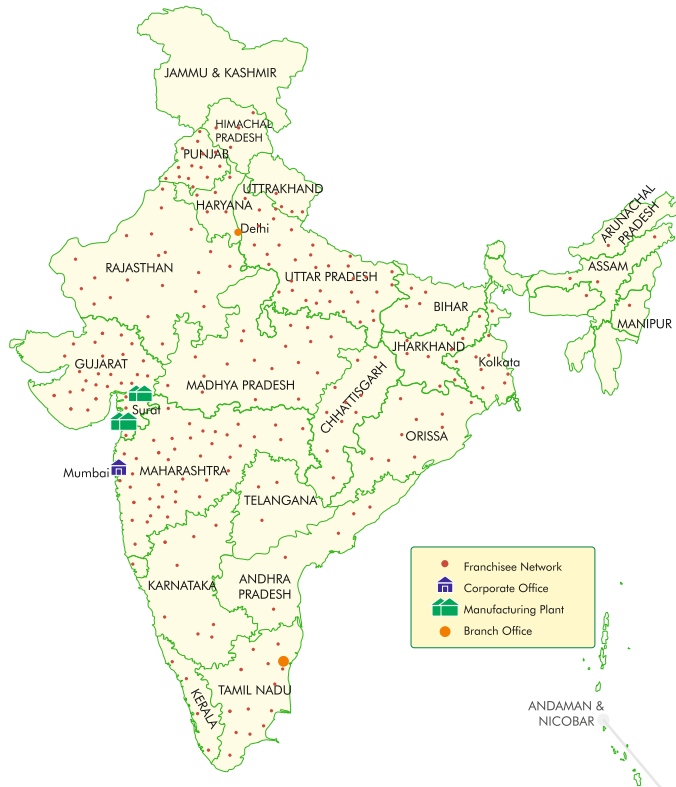 JAMMU & KASHMIR
HIMACHAL
PRADESH
PUNJAB
UTTRAKHAND
HARYANA
Delhi
ARUNACHAL
PRADESH
RAJASTHAN
UTTAR PRADESH
ASSAM
BIHAR
MANIPUR
JHARKHAND
GUJARAT
Kolkata
MADHYA PRADESH
CHHATTISGARH
Surat
ORISSA
Mumbai
MAHARASHTRA
TELANGANA
KARNATAKA
ANDHRA
PRADESH
Franchisee Network
Corporate Office
Manufacturing Plant
Branch Office
TAMIL NADU
KERALA
ANDAMAN &
NICOBAR